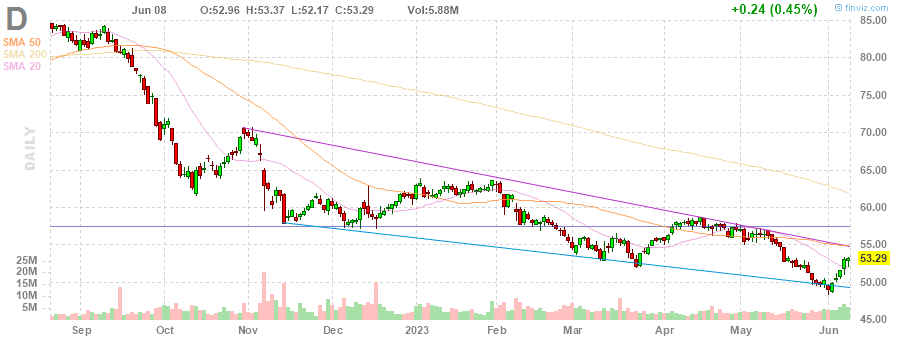 D
Jun 08 O:52.96 H:53.37 L:52.17 C:53.29 Vol:5.88M +0.24 (0.45%)
© finviz.com
SMA 50
SMA 200
SMA 20
DAILY
85.00
80.00
75.00
70.00
65.00
60.00
55.00
53.29
50.00
45.00
25M
20M
15M
10M
5M
Sep Oct Nov Dec 2023 Feb Mar Apr May Jun